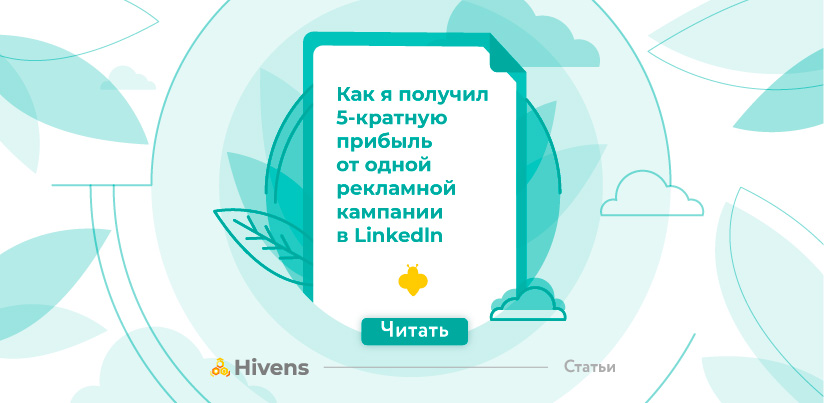 Как я получил
5-кратную
прибыль
от одной
рекламной
кампании
в LinkedIn
Читать
Hivens
Статьи